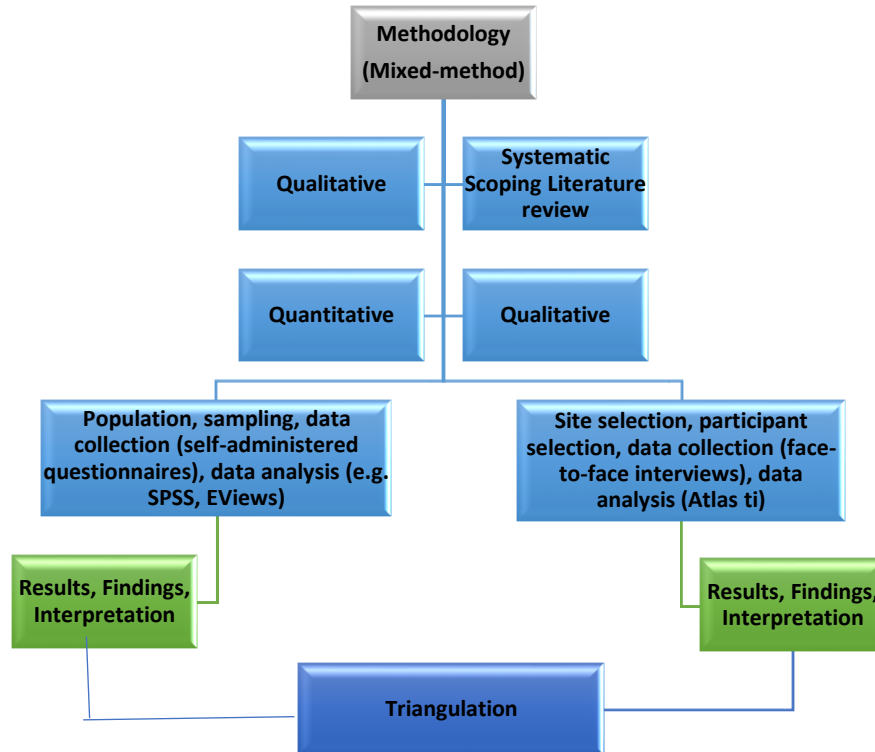 Methodology
(Mixed-method)
Qualitative
Systematic
Scoping Literature
review
Quantitative
Qualitative
Population, sampling, data
collection (self-administered
questionnaires), data analysis (e.g.
SPSS, EViews)
Site selection, participant
selection, data collection (face-
to-face interviews), data
analysis (Atlas ti)
Results, Findings,
Interpretation
Results, Findings,
Interpretation
Triangulation